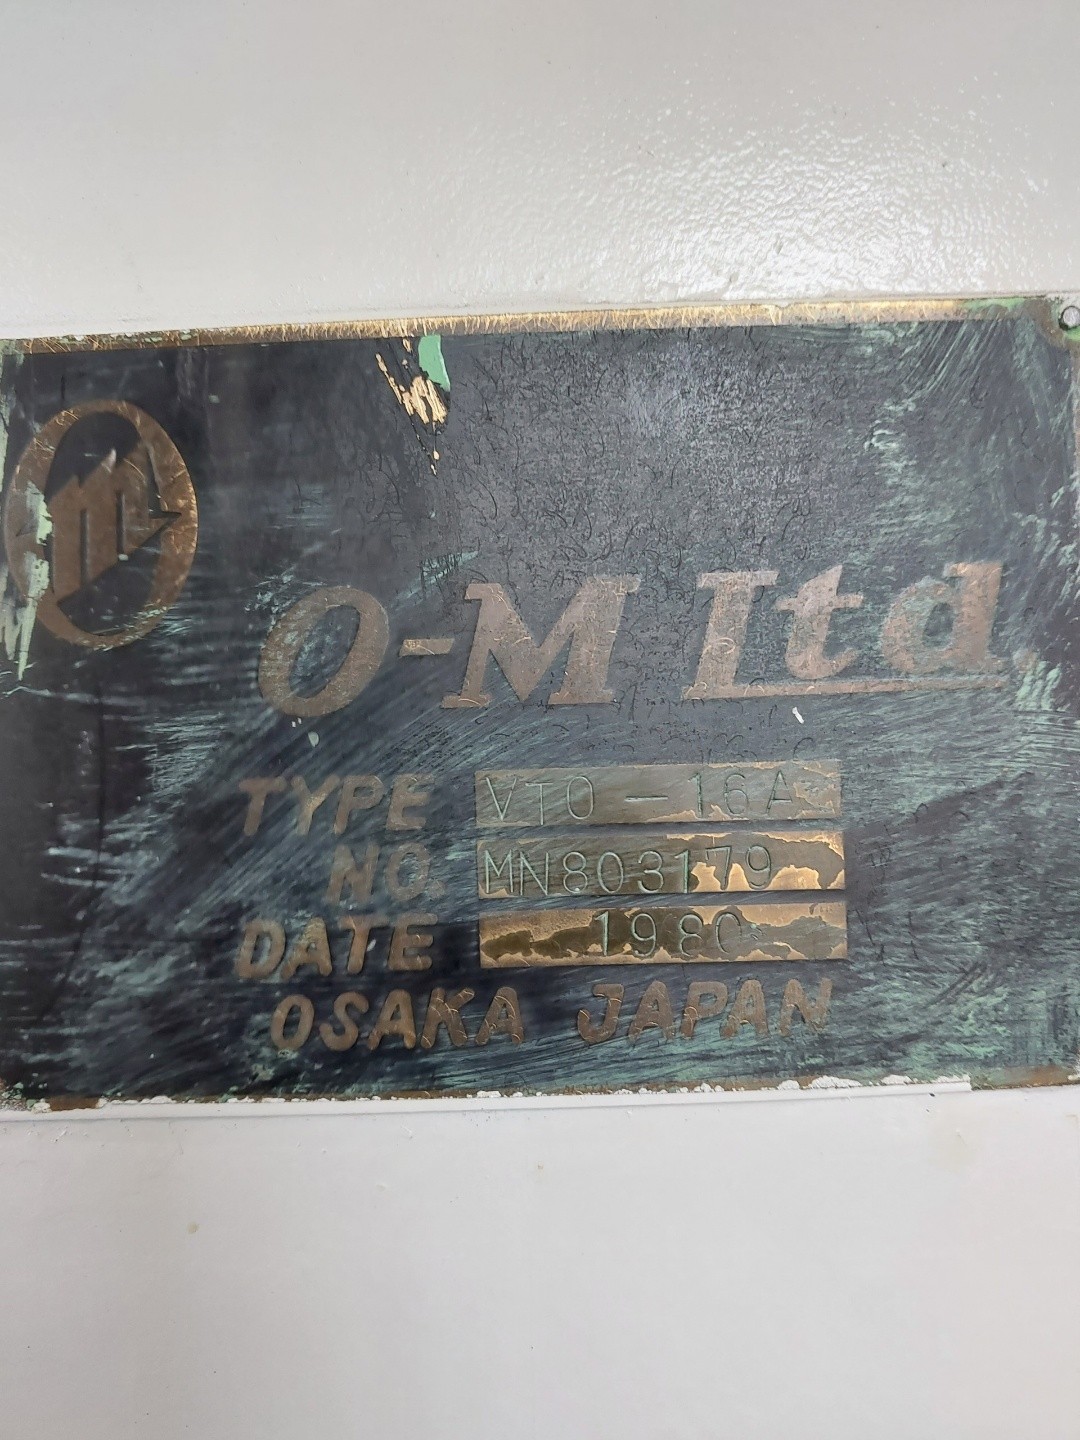 m
O-M Ltd
TYPE VTO-16A
NO. MN803179
DATE 1980
OSAKA JAPAN